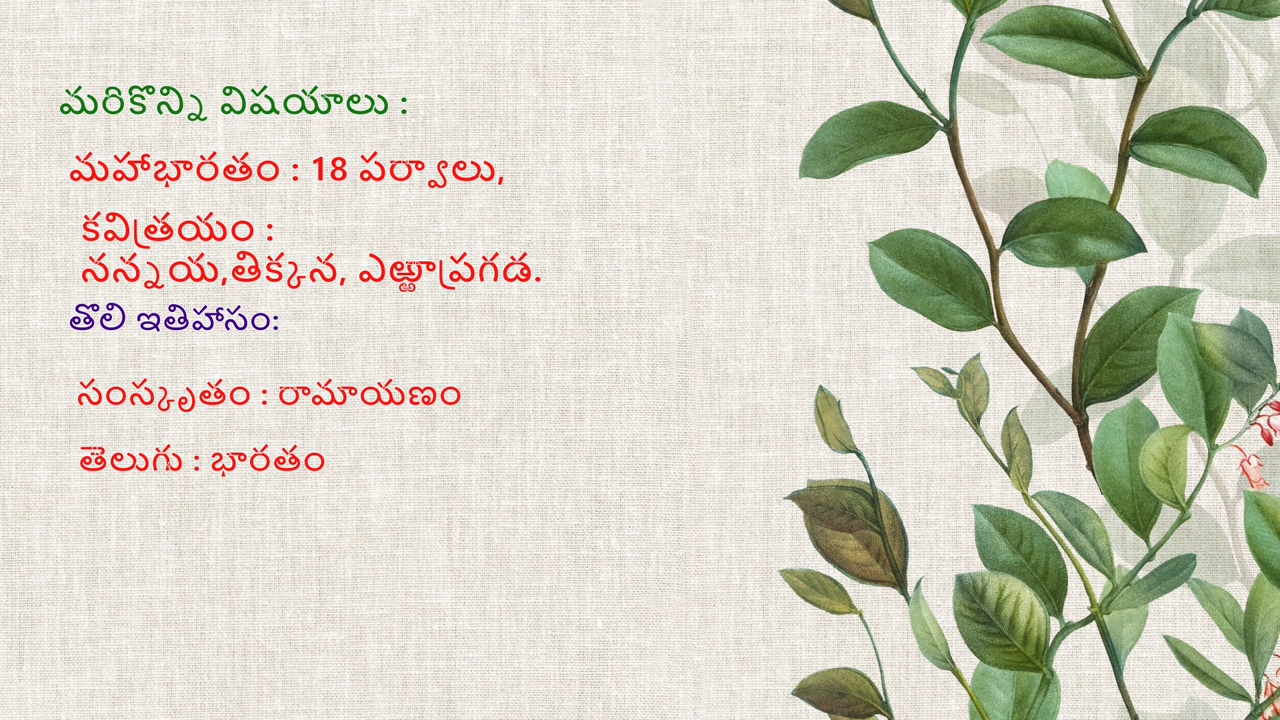 మరికొన్ని విషయాలు :
మహాభారతం : 18 పర్వాలు,
కవిత్రయం :
నన్నయ,తిక్కన, ఎఱ్ఱాప్రగడ.
తొలి ఇతిహాసం:
సంస్కృతం : రామాయణం
తెలుగు : భారతం